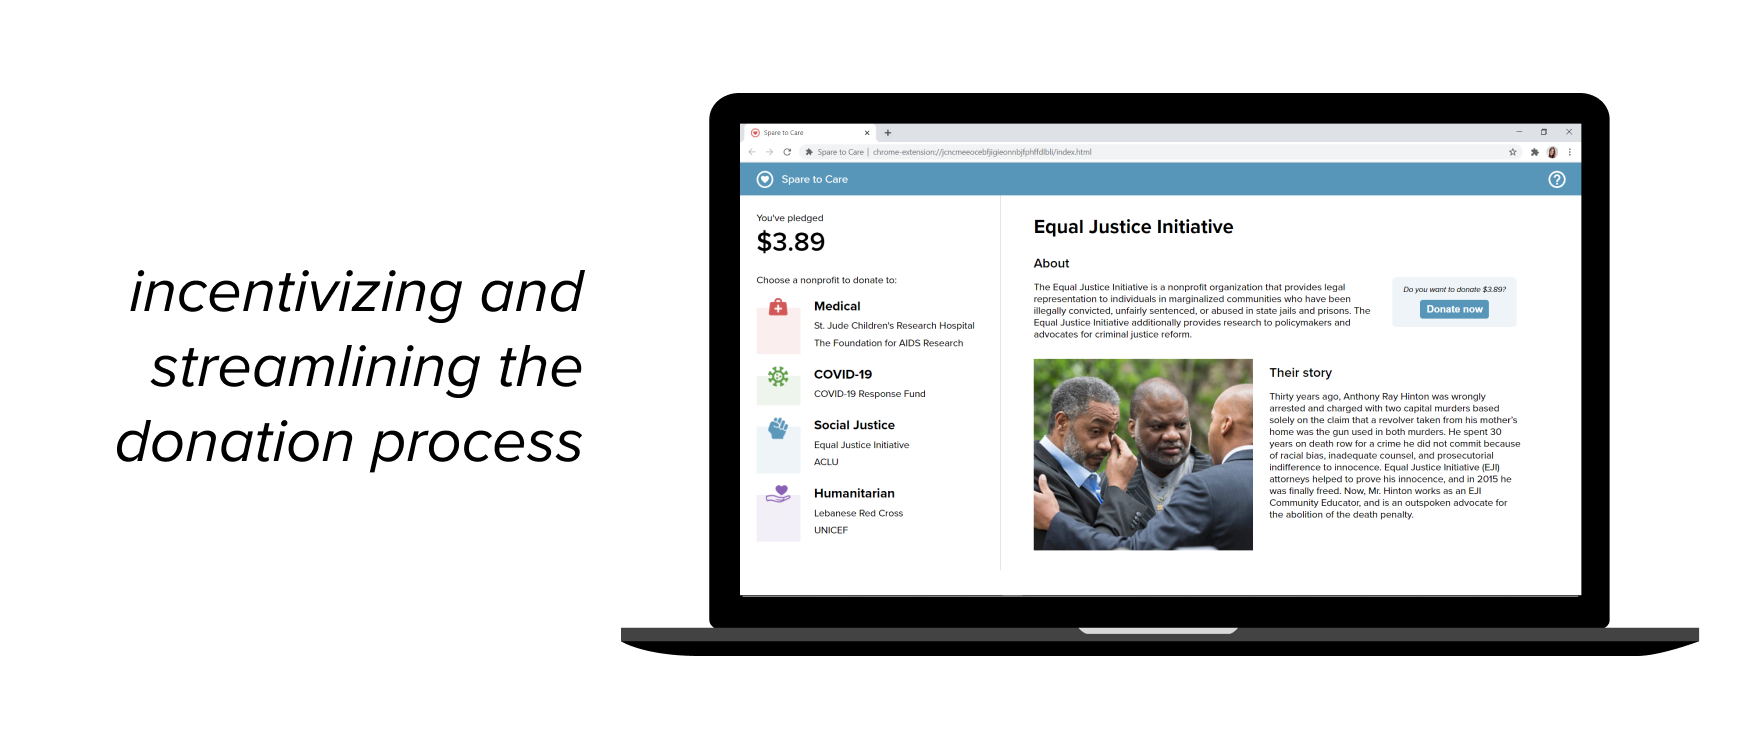 incentivizing and
streamlining the
donation process
Spare to Care
Spare to Care | chrome-extension://jcncmeeocebfjigieonnbjfphffdlbli/index.html
Spare to Care
You've pledged
$3.89
Choose a nonprofit to donate to:
Medical
St. Jude Children's Research Hospital
The Foundation for AIDS Research
COVID-19
COVID-19 Response Fund
Social Justice
Equal Justice Initiative
ACLU
Humanitarian
Lebanese Red Cross
UNICEF
Equal Justice Initiative
About
The Equal Justice Initiative is a nonprofit organization that provides legal
representation to individuals in marginalized communities who have been
illegally convicted, unfairly sentenced, or abused in state jails and prisons. The
Equal Justice Initiative additionally provides research to policymakers and
advocates for criminal justice reform.
Do you want to donate $3.89?
Donate now
Their story
Thirty years ago, Anthony Ray Hinton was wrongly
arrested and charged with two capital murders based
solely on the claim that a revolver taken from his mother's
home was the gun used in both murders. He spent 30
years on death row for a crime he did not commit because
of racial bias, inadequate counsel, and prosecutorial
indifference to innocence. Equal Justice Initiative (EJI)
attorneys helped to prove his innocence, and in 2015 he
was finally freed. Now, Mr. Hinton works as an EJI
Community Educator, and is an outspoken advocate for
the abolition of the death penalty.